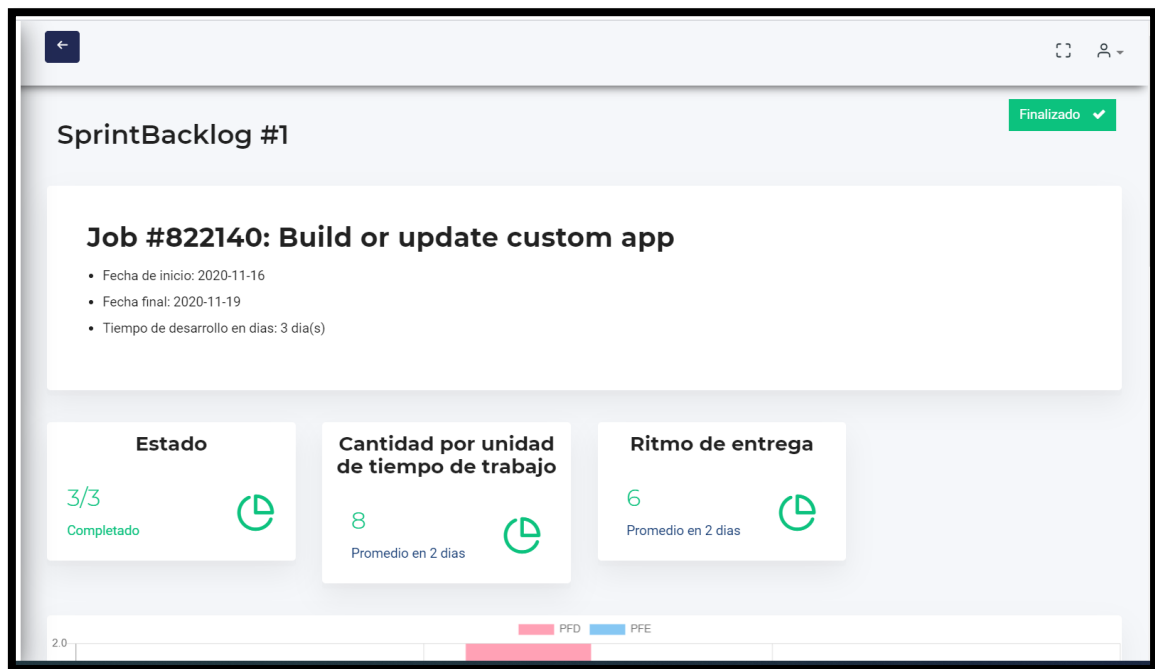 Finalizado
SprintBacklog #1
Job #822140: Build or update custom app
Fecha de inicio: 2020-11-16
Fecha final: 2020-11-19
Tiempo de desarrollo en dias: 3 dia(s)
Estado
3/3
Completado
Cantidad por unidad
de tiempo de trabajo
8
Promedio en 2 dias
Ritmo de entrega
6
Promedio en 2 dias
PFD PFE
2.0